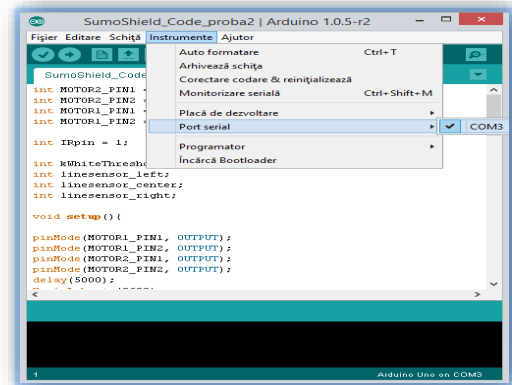 SumoShield_Code_proba2 | Arduino 1.0.5-r2
Fișier Editare Schiță Instrumente Ajutor
Auto formatare Ctrl+T
Arhivează schița
Corectare codare & reinițializează
Monitorizare serială Ctrl+Shift+M
Placă de dezvoltare
Port serial
COM3
Programator
Încărcă Bootloader
SumoShield_Code
int MOTOR2_PIN1
int MOTOR2_PIN2
int MOTOR1_PIN1
int MOTOR1_PIN2
int IRpin = 1;
int kWhiteThresho
int linesensor_left;
int linesensor_center;
int linesensor_right;
void setup(){
pinMode(MOTOR1_PIN1, OUTPUT);
pinMode(MOTOR1_PIN2, OUTPUT);
pinMode(MOTOR2_PIN1, OUTPUT);
pinMode(MOTOR2_PIN2, OUTPUT);
delay(5000);
1
Arduino Uno on COM3